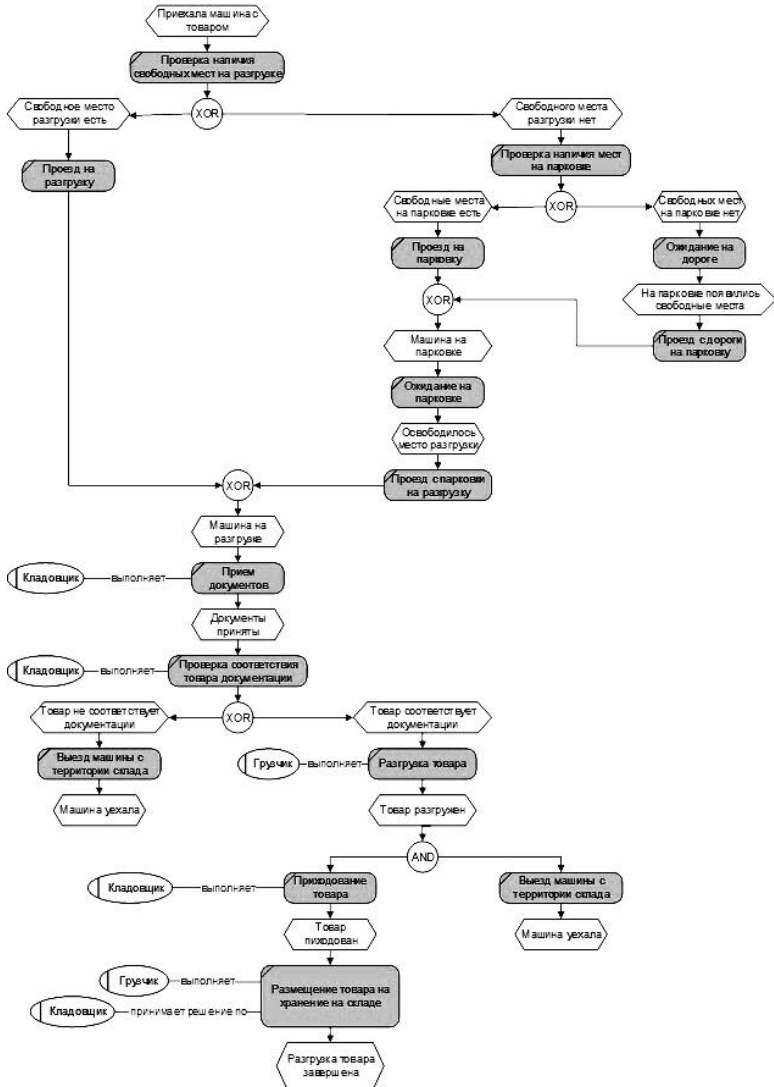 Приехала машина с
товаром
Проверка наличия
свободных мест на разгрузке
XOR
Свободное место
разгрузки есть
Свободного места
разгрузки нет
Проезд на
разгрузку
Проверка наличия мест
на парковке
Свободные места
на парковке есть
XOR
Свободных мест
на парковке нет
Проезд на
парковку
Ожидание на
дороге
XOR
На парковке появились
свободные места
Машина на
парковке
Проезд с дороги
на парковку
Ожидание на
парковке
Освободилось
место разгрузки
XOR
Проезд с парковки
на разгрузку
Машина на
разгрузке
Кладовщик
выполняет
Прием
документов
Документы
приняты
Кладовщик
выполняет
Проверка соответствия
товара документации
Товар не соответствует
документации
XOR
Товар соответствует
документации
Выезд машины с
территории склада
Грузчик
выполняет
Разгрузка товара
Машина уехала
Товар разгружен
AND
Кладовщик
выполняет
Приходование
товара
Выезд машины с
территории склада
Товар
пиходован
Машина уехала
Грузчик
выполняет
Размещение товара на
хранение на складе
Кладовщик
принимает решение по
Разгрузка товара
завершена